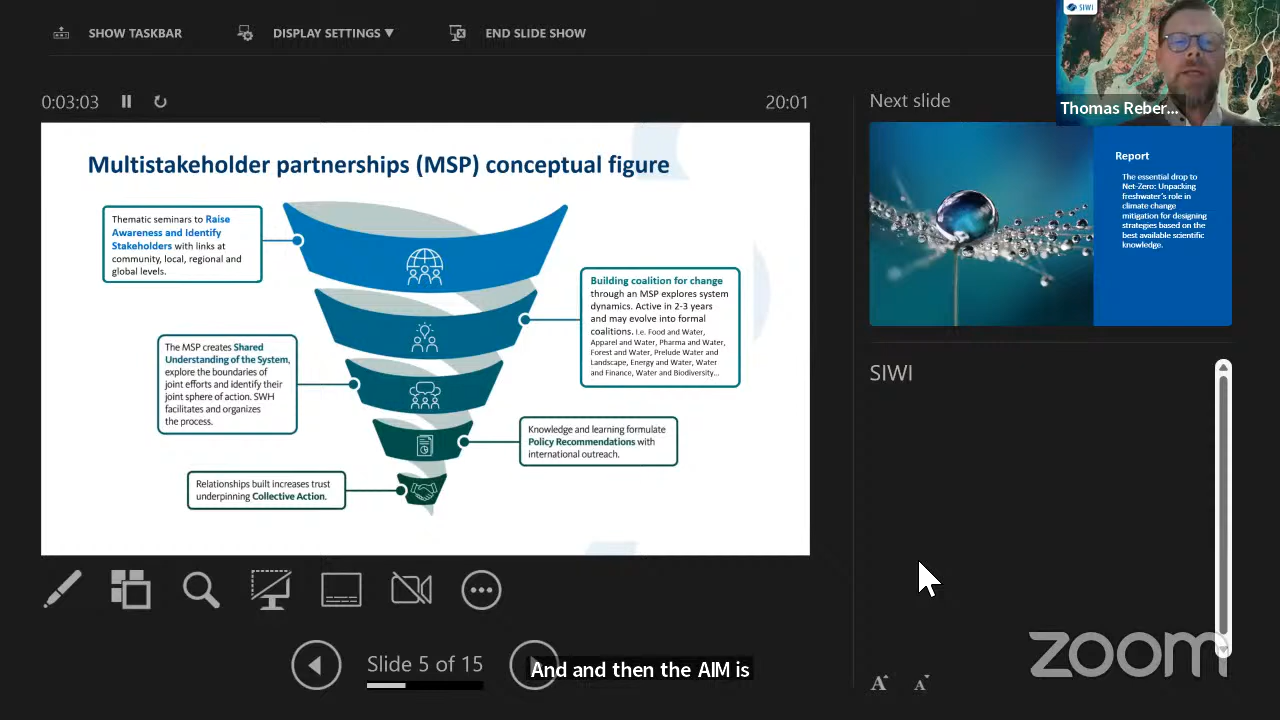 SHOW TASKBAR
DISPLAY SETTINGS ▼
END SLIDE SHOW
SIWI
Thomas Reber...
0:03:03
20:01
Next slide
Multistakeholder partnerships (MSP) conceptual figure
Thematic seminars to Raise
Awareness and Identify
Stakeholders with links at
community, local, regional and
global levels.
Building coalition for change
through an MSP explores system
dynamics. Active in 2-3 years
and may evolve into formal
coalitions. I.e. Food and Water,
Apparel and Water, Pharma and Water,
Forest and Water, Prelude Water and
Landscape, Energy and Water, Water
and Finance, Water and Biodiversity...
The MSP creates Shared
Understanding of the System,
explore the boundaries of
joint efforts and identify their
joint sphere of action. SWH
facilitates and organizes
the process.
Knowledge and learning formulate
Policy Recommendations with
international outreach.
Relationships built increases trust
underpinning Collective Action.
Report
The essential drop to
Net-Zero: Unpacking
freshwater's role in
climate change
mitigation for designing
strategies based on the
best available scientific
knowledge.
SIWI
Slide 5 of 15
And and then the AIM is
A A
zoom